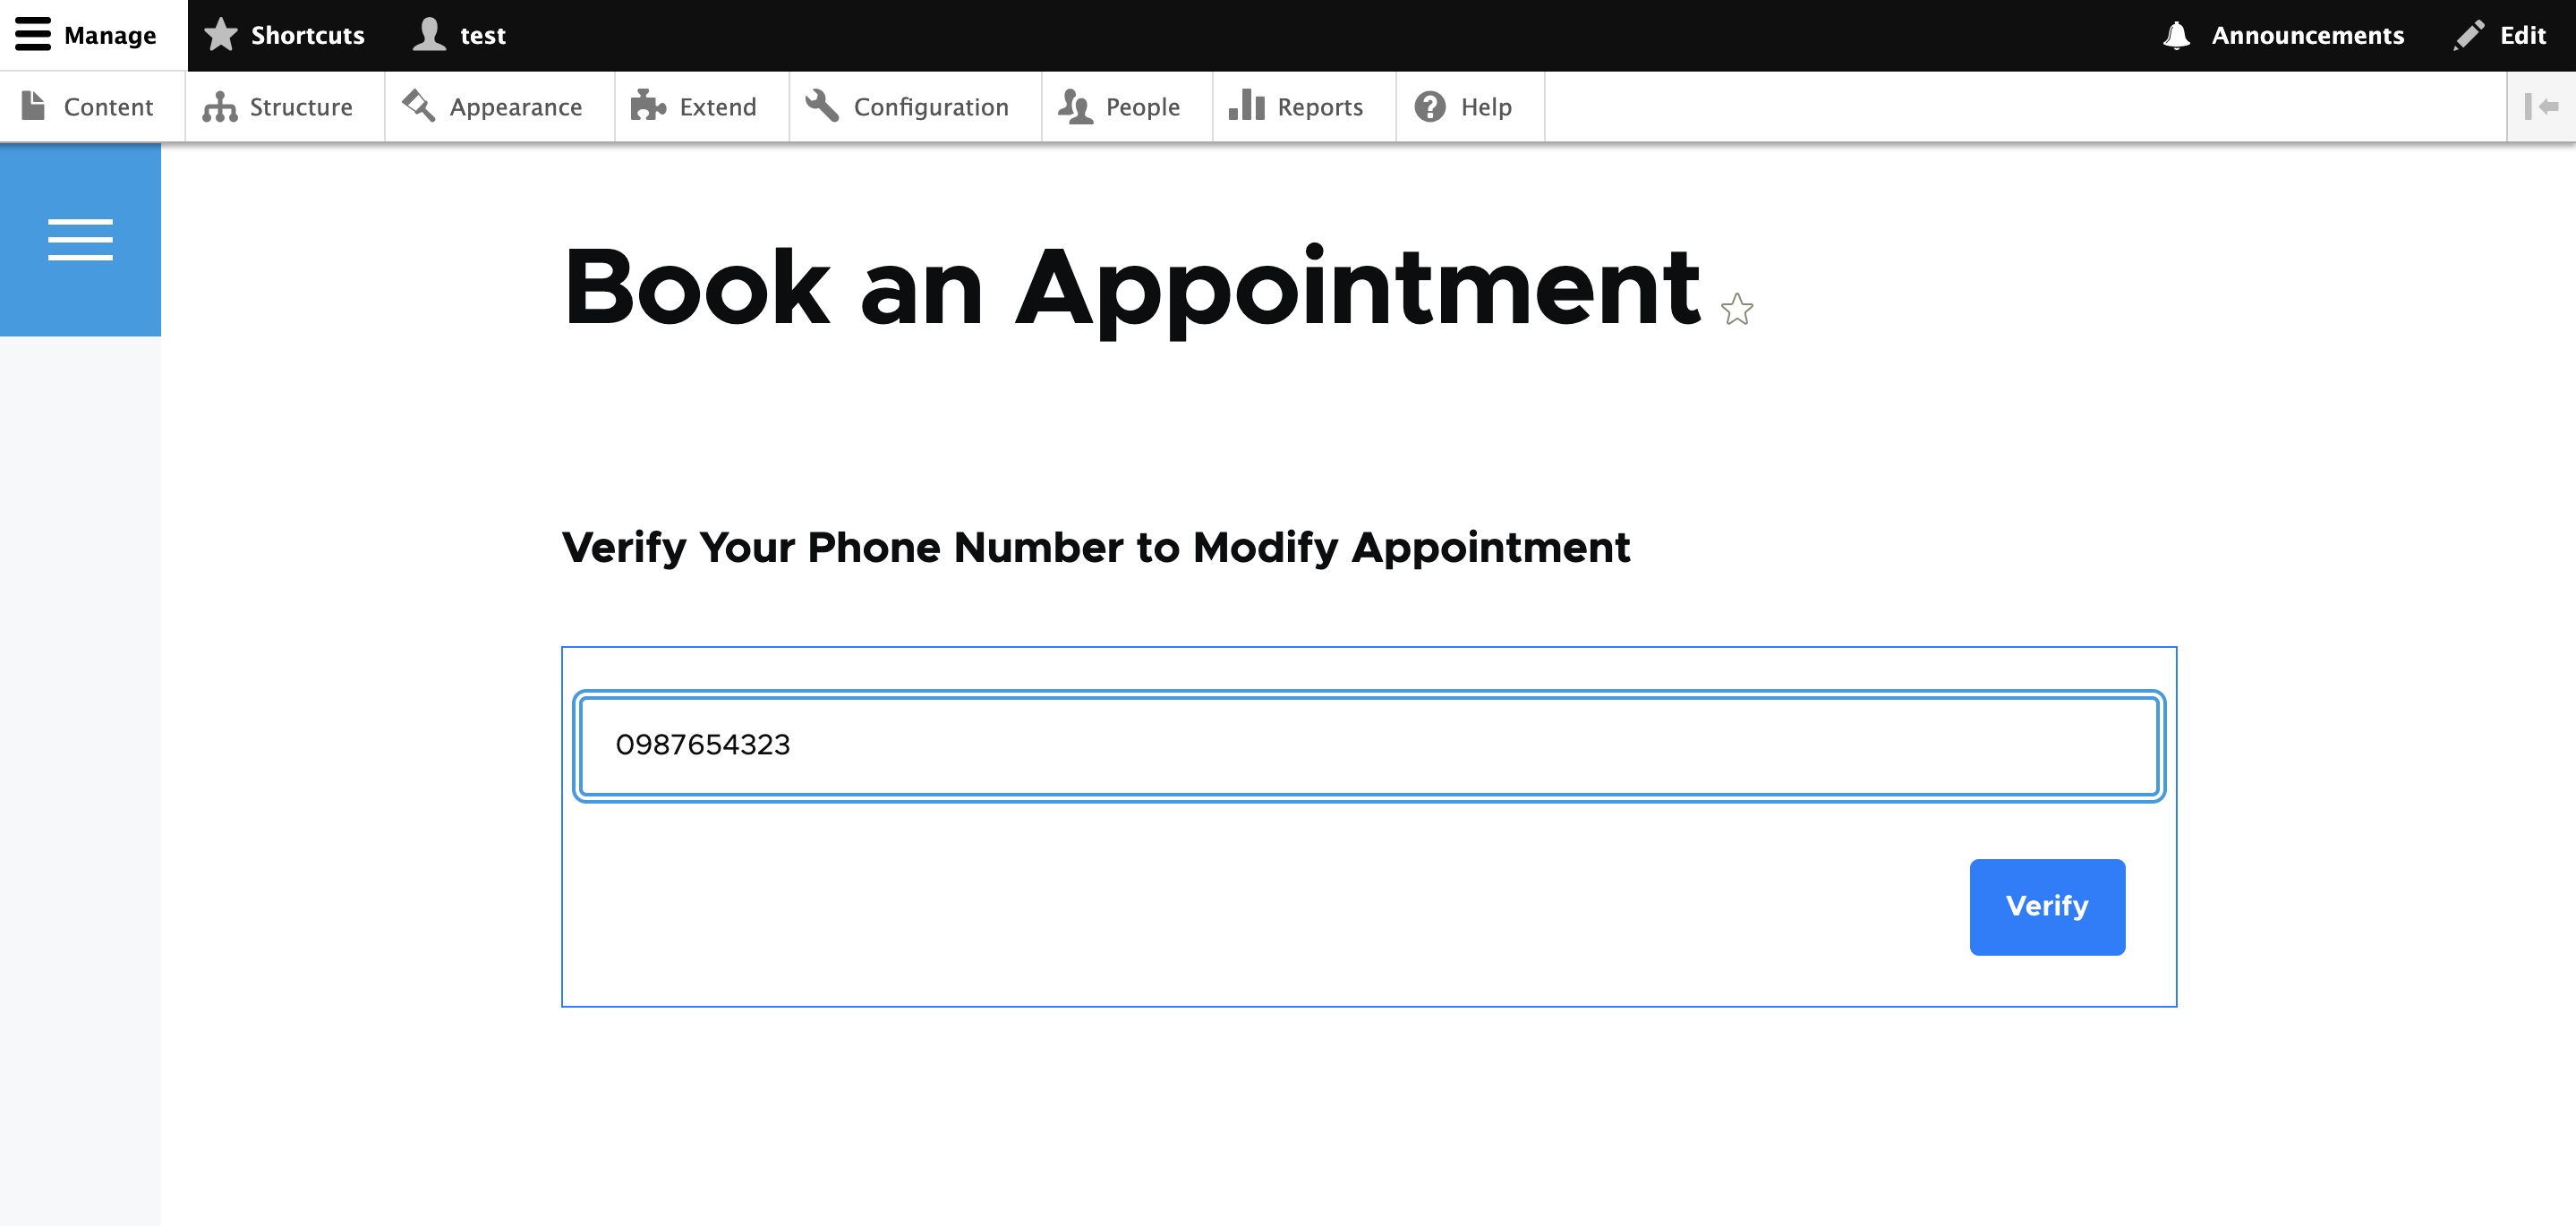 Manage Shortcuts test Announcements Edit
Content Structure Appearance Extend Configuration People Reports Help
Book an Appointment
Verify Your Phone Number to Modify Appointment
0987654323
Verify